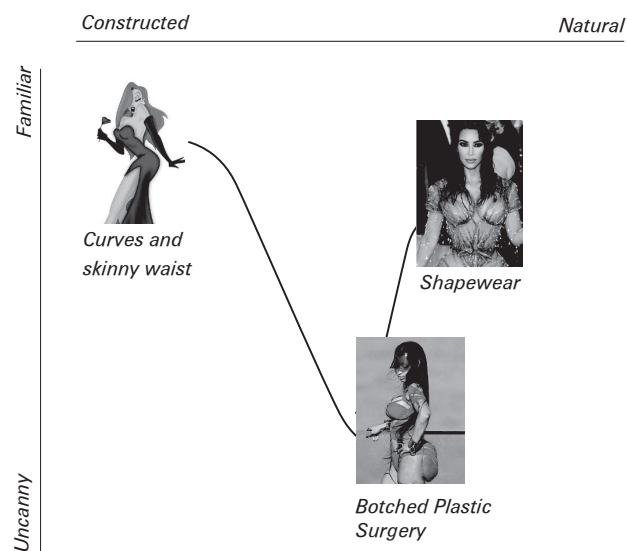 Constructed
Natural
Familiar
Curves and
skinny waist
Shapewear
Botched Plastic
Surgery
Uncanny